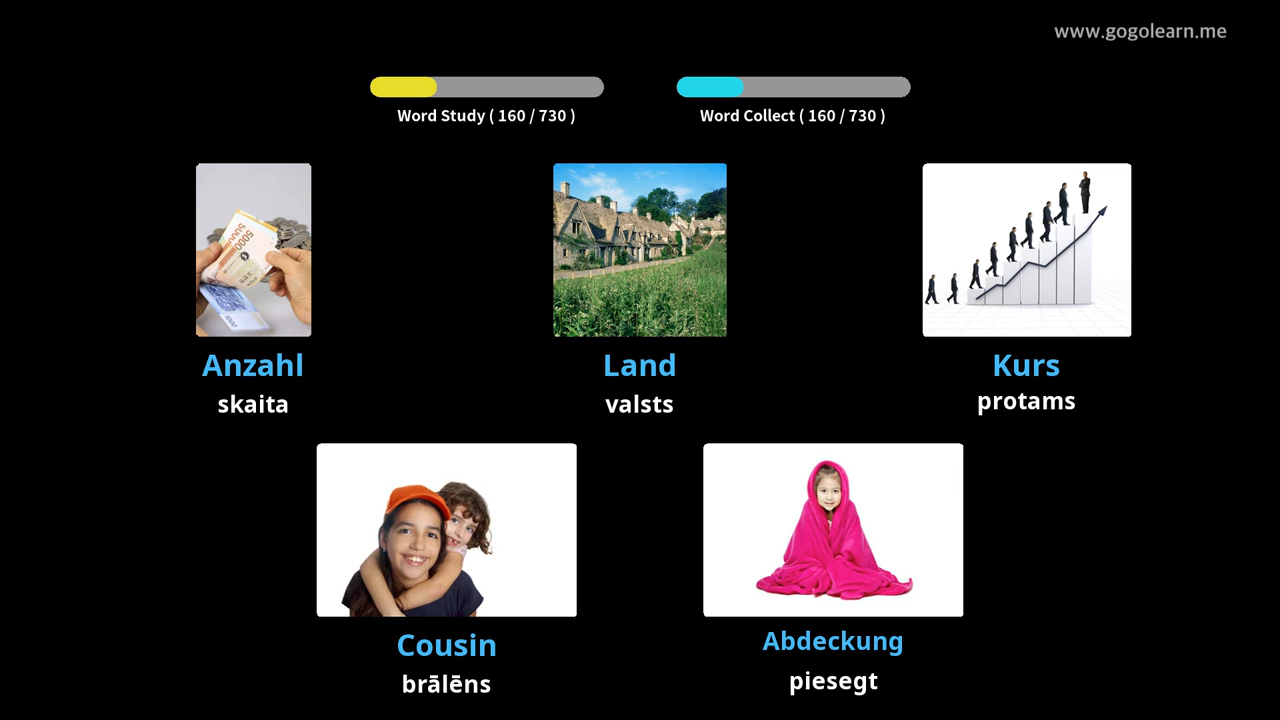 www.gogolearn.me
Word Study ( 160 / 730 )
Word Collect ( 160 / 730 )
5000
Anzahl
Land
Kurs
skaita
valsts
protams
Cousin
Abdeckung
brālēns
piesegt